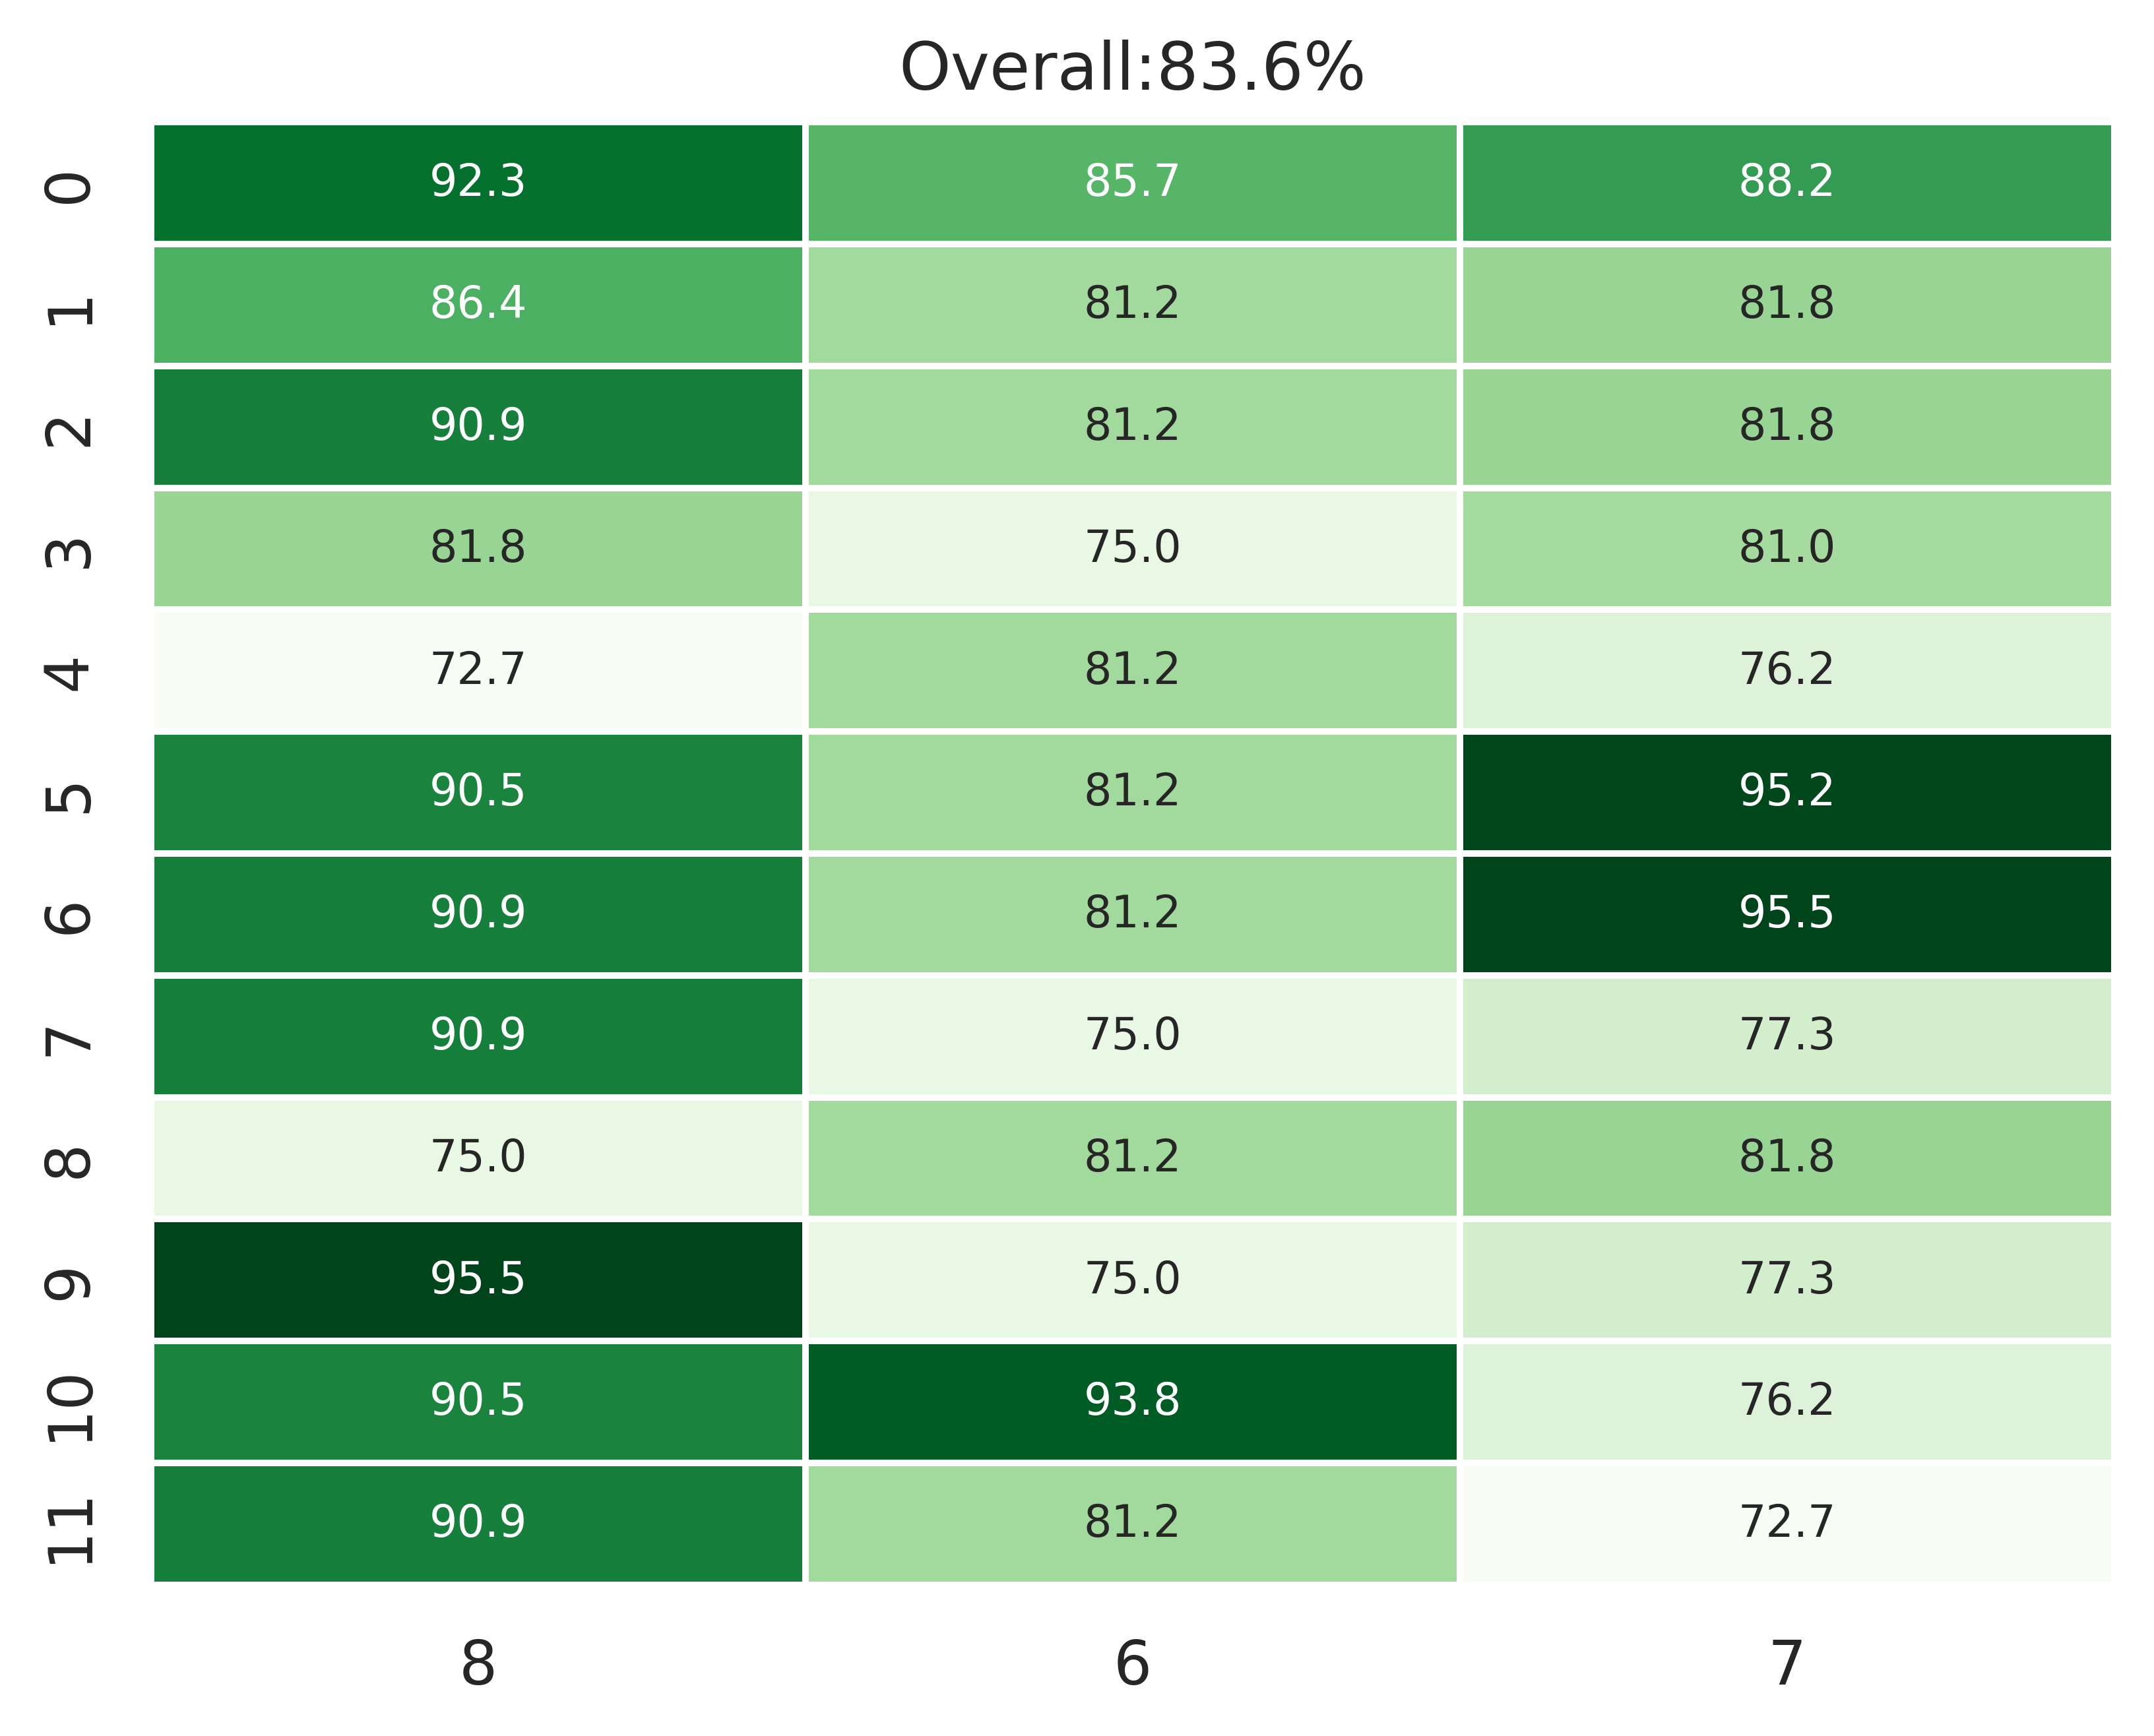 Overall:83.6%
0 92.3 85.7 88.2
1 86.4 81.2 81.8
2 90.9 81.2 81.8
3 81.8 75.0 81.0
4 72.7 81.2 76.2
5 90.5 81.2 95.2
6 90.9 81.2 95.5
7 90.9 75.0 77.3
8 75.0 81.2 81.8
9 95.5 75.0 77.3
10 90.5 93.8 76.2
11 90.9 81.2 72.7
8 6 7